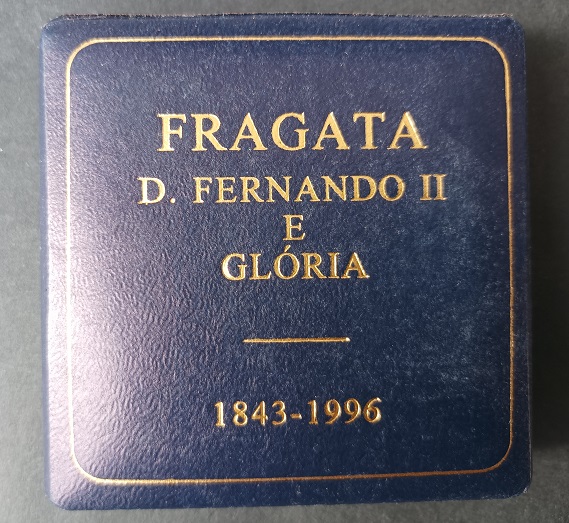 FRAGATA
D. FERNANDO II
E
GLÓRIA
1843-1996